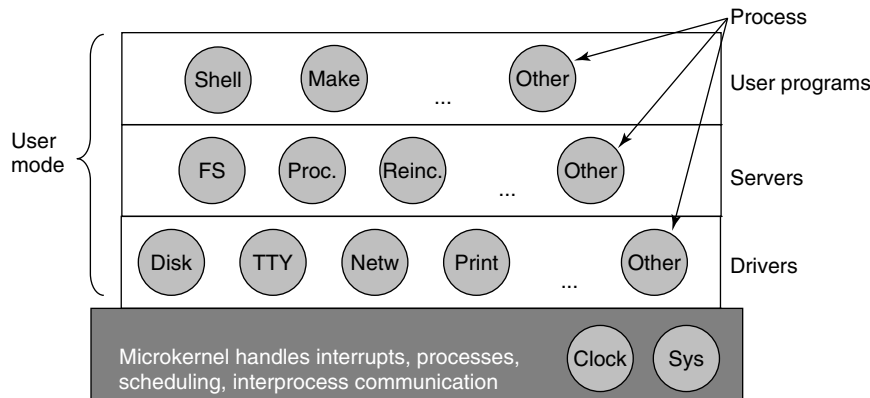 Process
Shell
Make
...
Other
User programs
User
mode
FS
Proc.
Reinc.
...
Other
Servers
Disk
TTY
Netw
Print
...
Other
Drivers
Microkernel handles interrupts, processes,
scheduling, interprocess communication
Clock
Sys